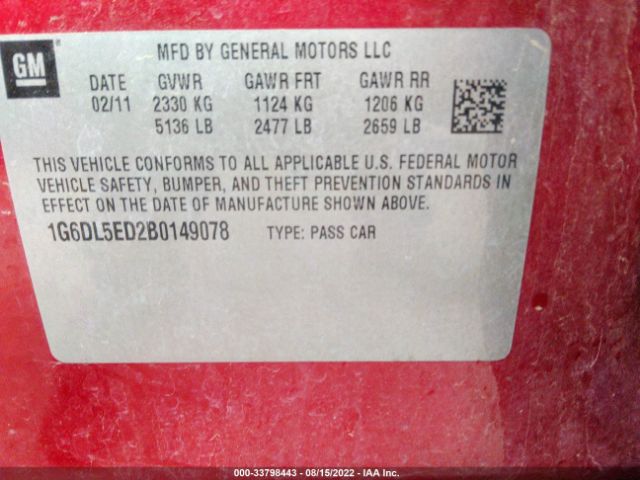 GM
MFD BY GENERAL MOTORS LLC
DATE GVWR GAWR FRT GAWR RR
02/11 2330 KG 1124 KG 1206 KG
5136 LB 2477 LB 2659 LB
THIS VEHICLE CONFORMS TO ALL APPLICABLE U.S. FEDERAL MOTOR
VEHICLE SAFETY, BUMPER, AND THEFT PREVENTION STANDARDS IN
EFFECT ON THE DATE OF MANUFACTURE SHOWN ABOVE.
1G6DL5ED2B0149078 TYPE: PASS CAR
000-33798443 - 08/15/2022 - IAA Inc.